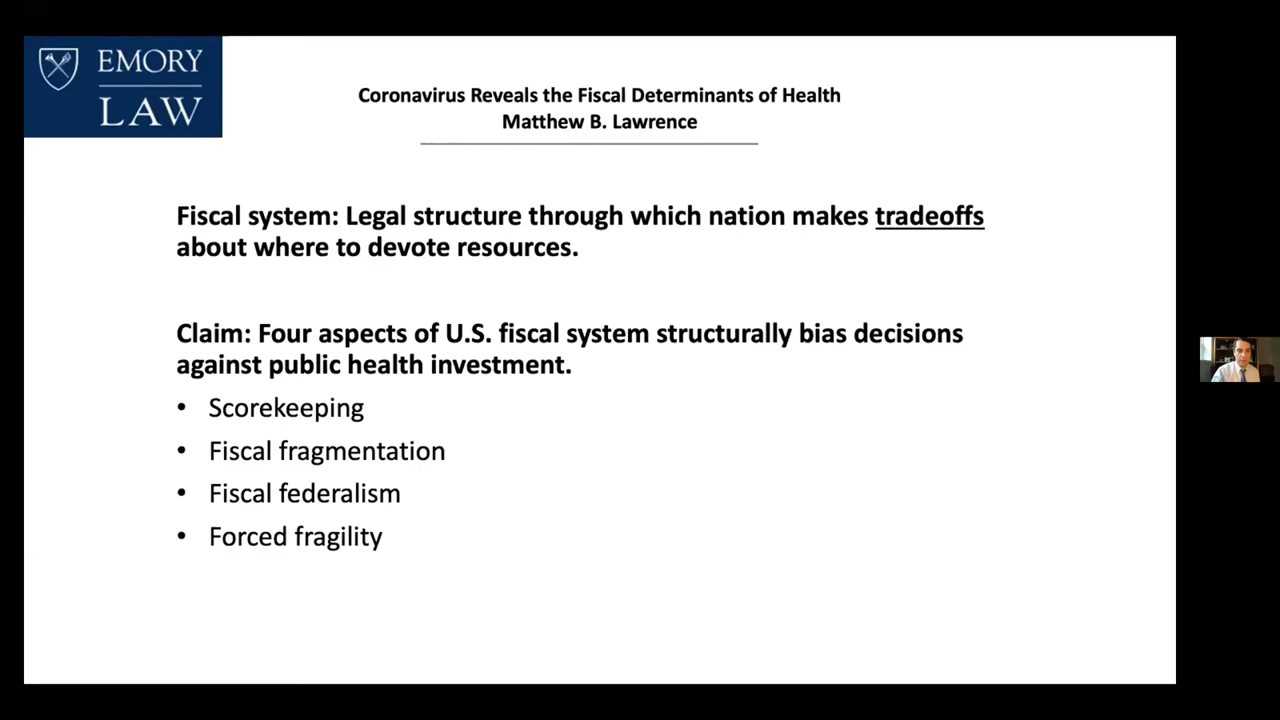 EMORY
LAW
Coronavirus Reveals the Fiscal Determinants of Health
Matthew B. Lawrence
Fiscal system: Legal structure through which nation makes tradeoffs
about where to devote resources.
Claim: Four aspects of U.S. fiscal system structurally bias decisions
against public health investment.
• Scorekeeping
• Fiscal fragmentation
• Fiscal federalism
• Forced fragility